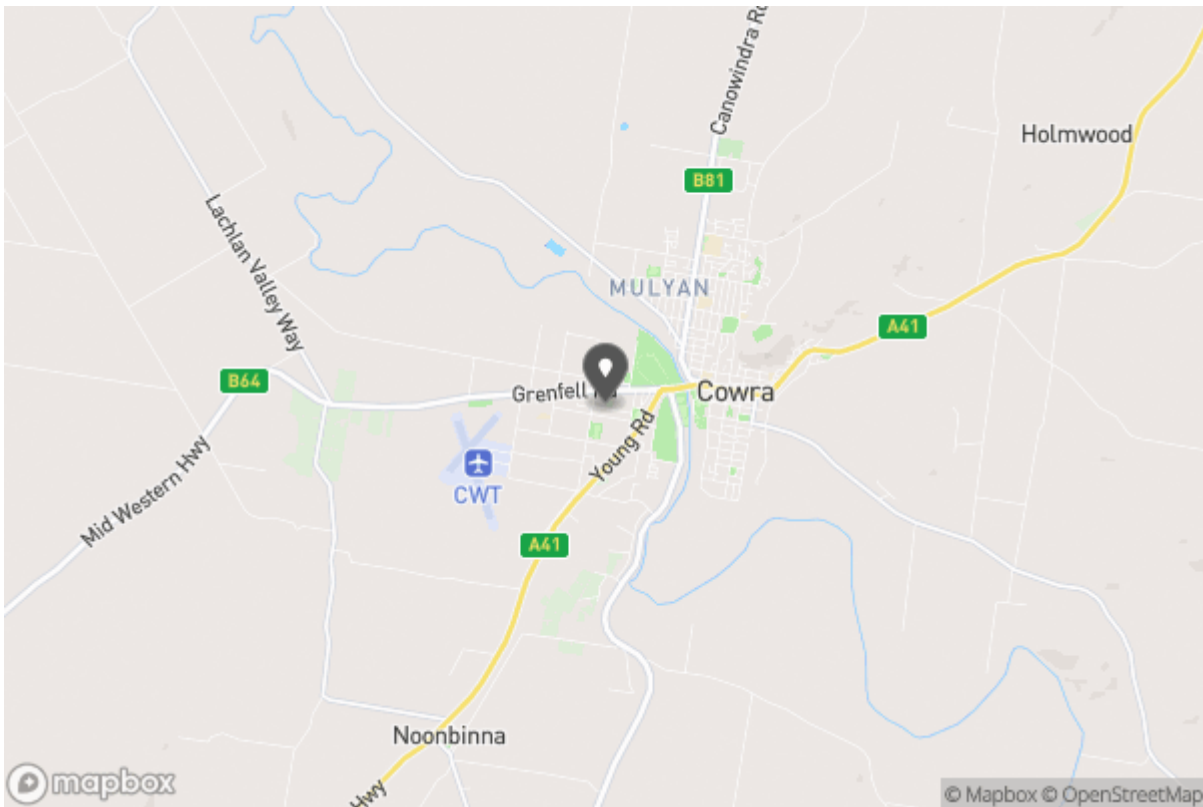 Canowindra Rd
Holmwood
B81
Lachlan Valley Way
MULYAN
A41
B64
Grenfell Rd
Cowra
Young Rd
CWT
Mid Western Hwy
A41
Noonbinna
Hwy
mapbox
© Mapbox © OpenStreetMap